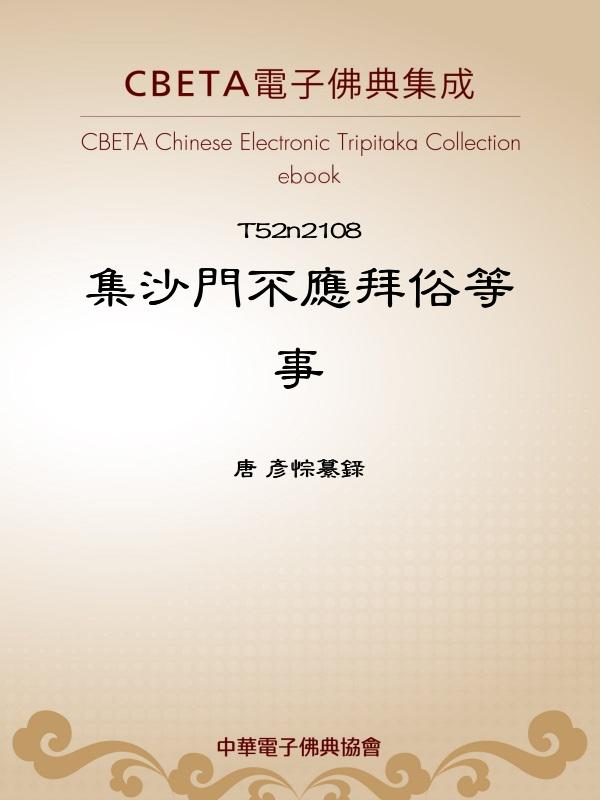 CBETA電子佛典集成
CBETA Chinese Electronic Tripitaka Collection
ebook
T52n2108
集沙門不應拜俗等
事
唐 彥悰纂錄
中華電子佛典協會